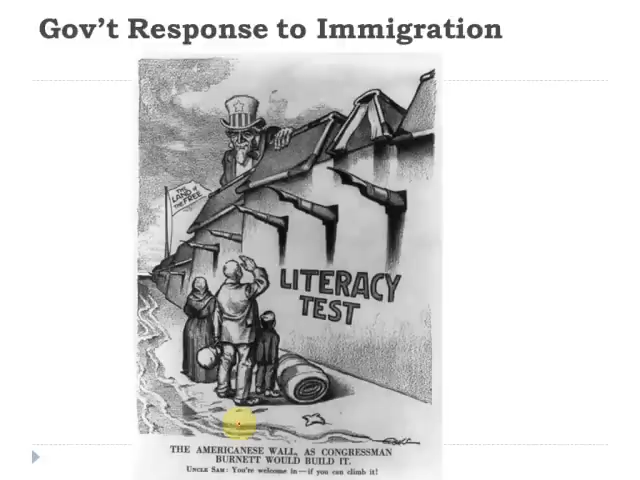 Gov't Response to Immigration
THE
LAND of
THE FREE
LITERACY
TEST
THE AMERICANESE WALL, AS CONGRESSMAN
BURNETT WOULD BUILD IT.
UNCLE SAM: You're welcome in—if you can climb it!